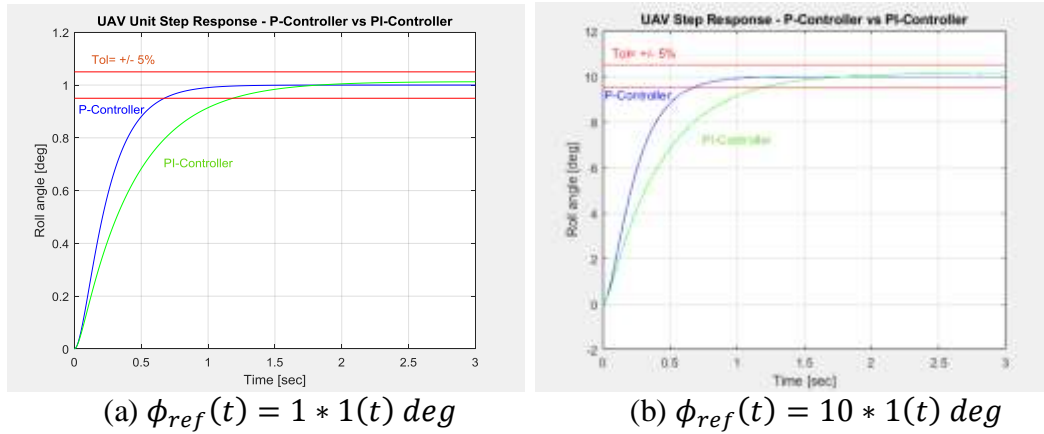 UAV Unit Step Response - P-Controller vs PI-Controller
1.2
1
0.8
0.6
0.4
0.2
0
Roll angle [deg]
Tol= +/- 5%
P-Controller
PI-Controller
0 0.5 1 1.5 2 2.5 3
Time [sec]
(a) ϕ_ref(t) = 1 * 1(t) deg
UAV Step Response - P-Controller vs PI-Controller
12
10
8
6
4
2
0
-2
Roll angle [deg]
Tol= +/- 5%
P-Controller
PI-Controller
0 0.5 1 1.5 2 2.5 3
Time [sec]
(b) ϕ_ref(t) = 10 * 1(t) deg